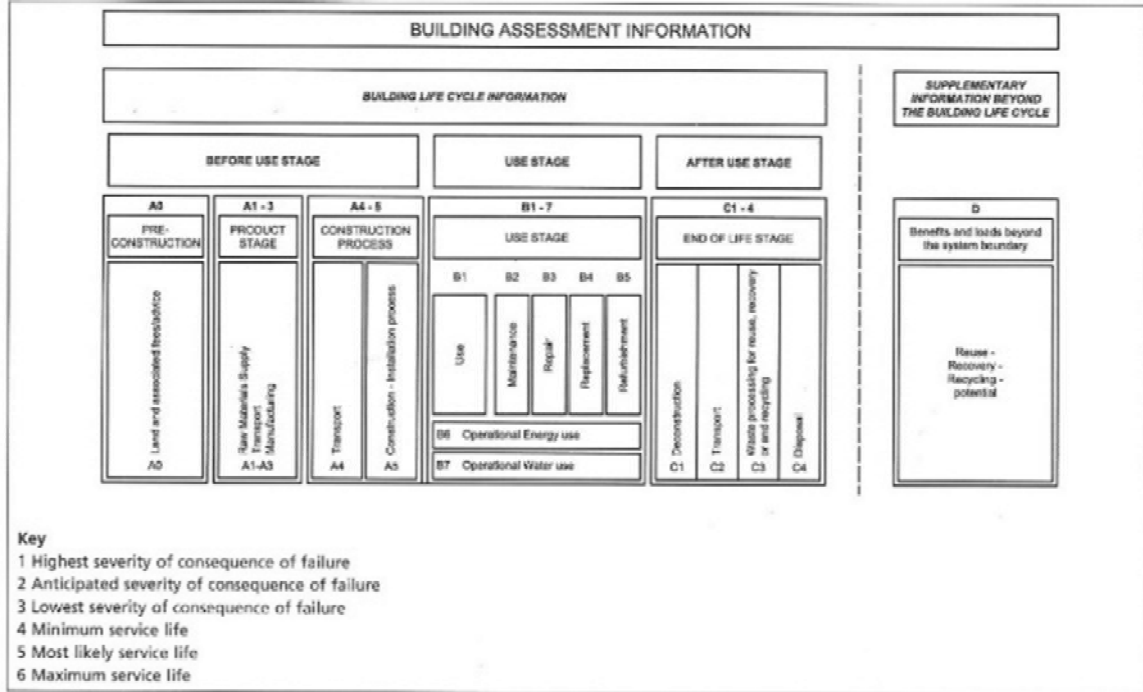 BUILDING ASSESSMENT INFORMATION
BUILDING LIFE CYCLE INFORMATION
SUPPLEMENTARY
INFORMATION BEYOND
THE BUILDING LIFE CYCLE
BEFORE USE STAGE
USE STAGE
AFTER USE STAGE
A0
PRE-
CONSTRUCTION
A1 - 3
PRODUCT
STAGE
A4 - 5
CONSTRUCTION
PROCESS
B1 - 7
USE STAGE
C1 - 4
END OF LIFE STAGE
D
Benefits and loads beyond
the system boundary
Land and associated fees/advice
A0
Raw Materials Supply
Transport
Manufacturing
A1-A3
Transport
A4
Construction - Installation process
A5
B1
Use
B2
Maintenance
B3
Repair
B4
Replacement
B5
Refurbishment
B6 Operational Energy use
B7 Operational Water use
Deconstruction
C1
Transport
C2
Waste processing for reuse, recovery
or and recycling
C3
Disposal
C4
Reuse -
Recovery -
Recycling -
potential
Key
1 Highest severity of consequence of failure
2 Anticipated severity of consequence of failure
3 Lowest severity of consequence of failure
4 Minimum service life
5 Most likely service life
6 Maximum service life